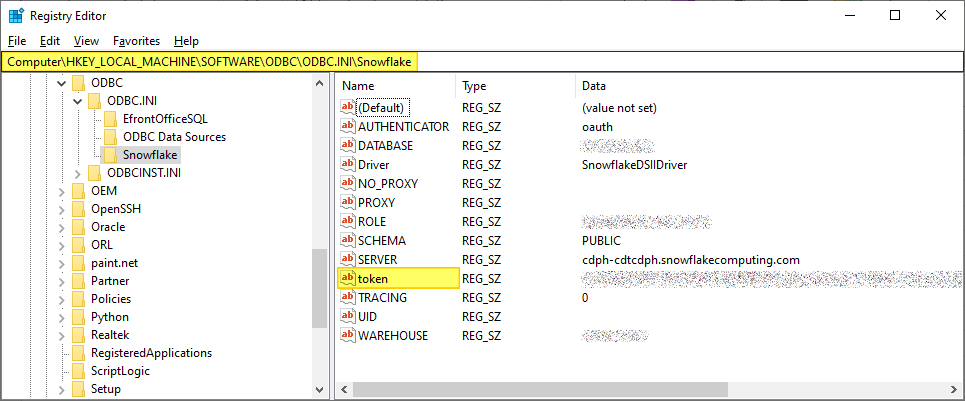 Registry Editor
File Edit View Favorites Help
Computer\HKEY_LOCAL_MACHINE\SOFTWARE\ODBC\ODBC.INI\Snowflake
ODBC
ODBC.INI
EfrontOfficeSQL
ODBC Data Sources
Snowflake
ODBCINST.INI
OEM
OpenSSH
Oracle
ORL
paint.net
Partner
Policies
Python
Realtek
RegisteredApplications
ScriptLogic
Setup
Name Type Data
(Default) REG_SZ (value not set)
AUTHENTICATOR REG_SZ oauth
DATABASE REG_SZ
Driver REG_SZ SnowflakeDSIIDriver
NO_PROXY REG_SZ
PROXY REG_SZ
ROLE REG_SZ
SCHEMA REG_SZ PUBLIC
SERVER REG_SZ cdph-cdtcdph.snowflakecomputing.com
token REG_SZ
TRACING REG_SZ 0
UID REG_SZ
WAREHOUSE REG_SZ